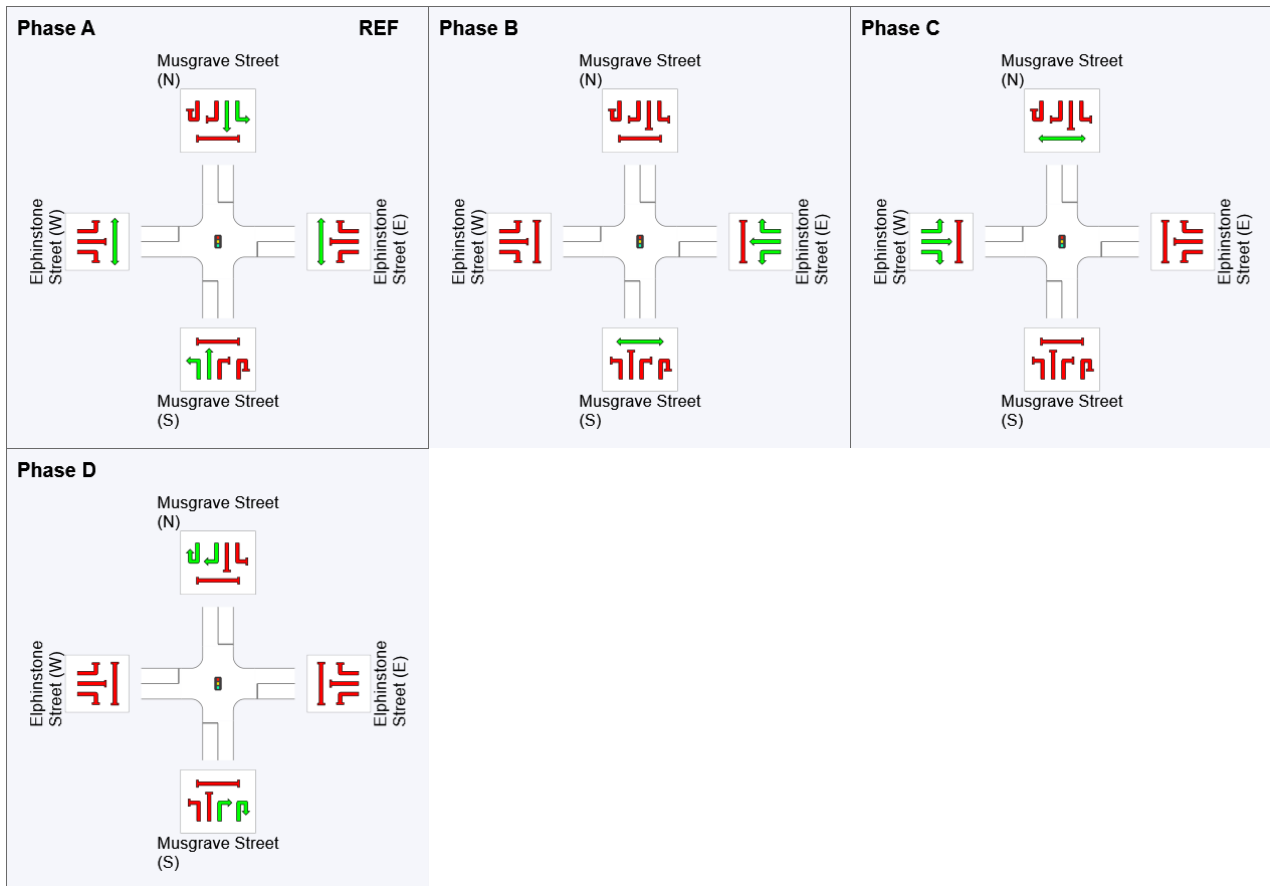 Phase A
REF
Musgrave Street
(N)
Elphinstone
Street (W)
Elphinstone
Street (E)
Musgrave Street
(S)
Phase B
Musgrave Street
(N)
Elphinstone
Street (W)
Elphinstone
Street (E)
Musgrave Street
(S)
Phase C
Musgrave Street
(N)
Elphinstone
Street (W)
Elphinstone
Street (E)
Musgrave Street
(S)
Phase D
Musgrave Street
(N)
Elphinstone
Street (W)
Elphinstone
Street (E)
Musgrave Street
(S)